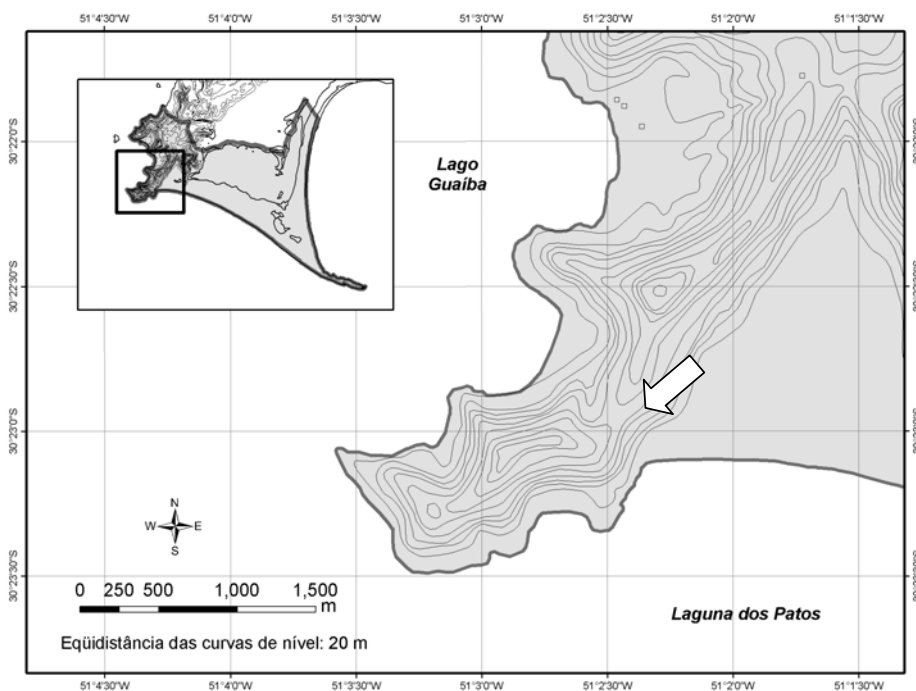 51°4'30"W 51°4'0"W 51°3'30"W 51°3'0"W 51°2'30"W 51°2'0"W 51°1'30"W
30°22'0"S
30°22'30"S
30°23'0"S
30°23'30"S
Lago
Guaíba
N
W E
S
0 250 500 1,000 1,500
m
Eqüidistância das curvas de nível: 20 m
Laguna dos Patos
51°4'30"W 51°4'0"W 51°3'30"W 51°3'0"W 51°2'30"W 51°2'0"W 51°1'30"W